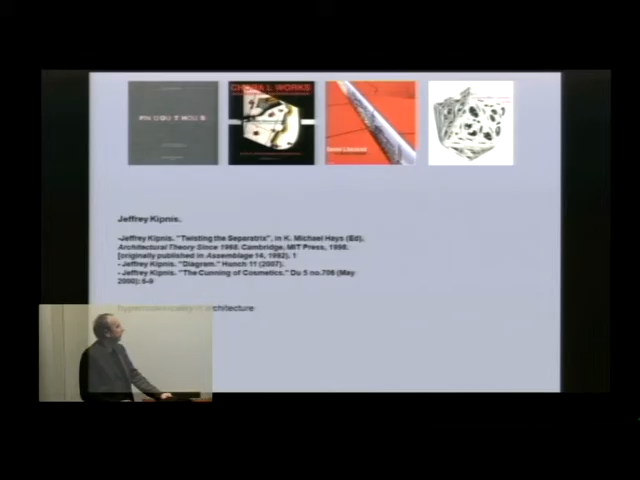 CHORA L WORKS
Jeffrey Kipnis.
-Jeffrey Kipnis. "Twisting the Separatrix", in K. Michael Hays (Ed),
Architectural Theory Since 1968. Cambridge, MIT Press, 1998.
[originally published in Assemblage 14, 1992). 1
- Jeffrey Kipnis. "Diagram." Hunch 11 (2007).
- Jeffrey Kipnis. "The Cunning of Cosmetics." Du 5 no.706 (May
2000): 6-9
architecture